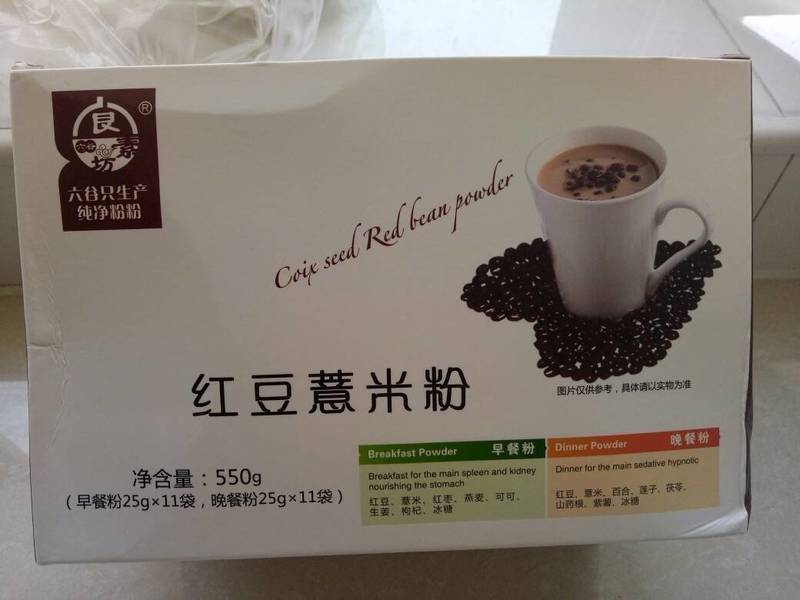 良素坊
六谷
®
六谷只生产
纯净粉粉
Coix seed Red bean powder
红豆薏米粉
图片仅供参考，具体请以实物为准
净含量：550g
（早餐粉25g×11袋，晚餐粉25g×11袋）
Breakfast Powder 早餐粉
Breakfast for the main spleen and kidney
nourishing the stomach
红豆、薏米、红枣、燕麦、可可、
生姜、枸杞、冰糖
Dinner Powder 晚餐粉
Dinner for the main sedative hypnotic
红豆、薏米、百合、莲子、茯苓、
山药根、紫薯、冰糖